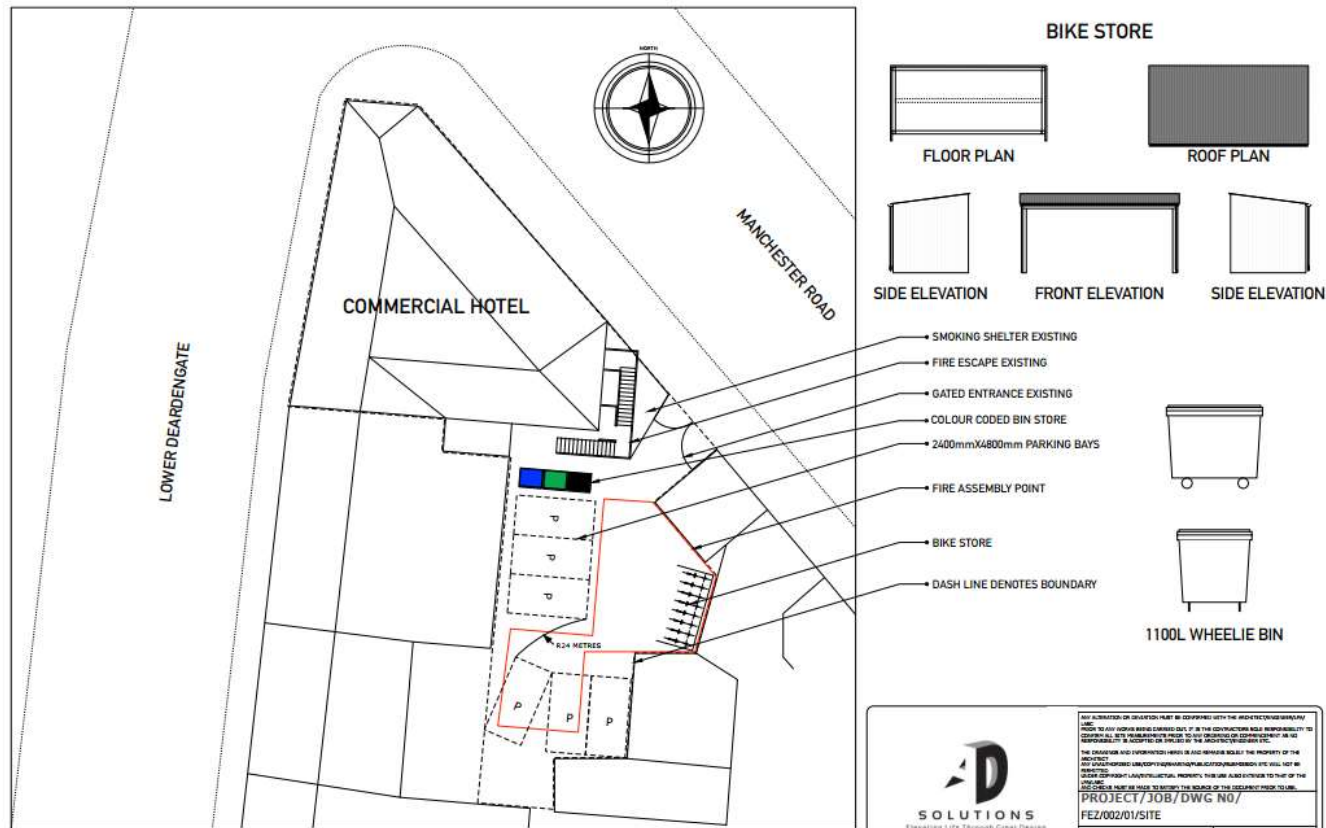 BIKE STORE
NORTH
FLOOR PLAN
ROOF PLAN
MANCHESTER ROAD
SIDE ELEVATION
FRONT ELEVATION
SIDE ELEVATION
COMMERCIAL HOTEL
LOWER DEARDENGATE
SMOKING SHELTER EXISTING
FIRE ESCAPE EXISTING
GATED ENTRANCE EXISTING
COLOUR CODED BIN STORE
2400mmX4800mm PARKING BAYS
FIRE ASSEMBLY POINT
BIKE STORE
DASH LINE DENOTES BOUNDARY
1100L WHEELIE BIN
P
P
P
R24 METRES
P
P
P
AD
SOLUTIONS
PROJECT/JOB/DWG N0/
FEZ/002/01/SITE